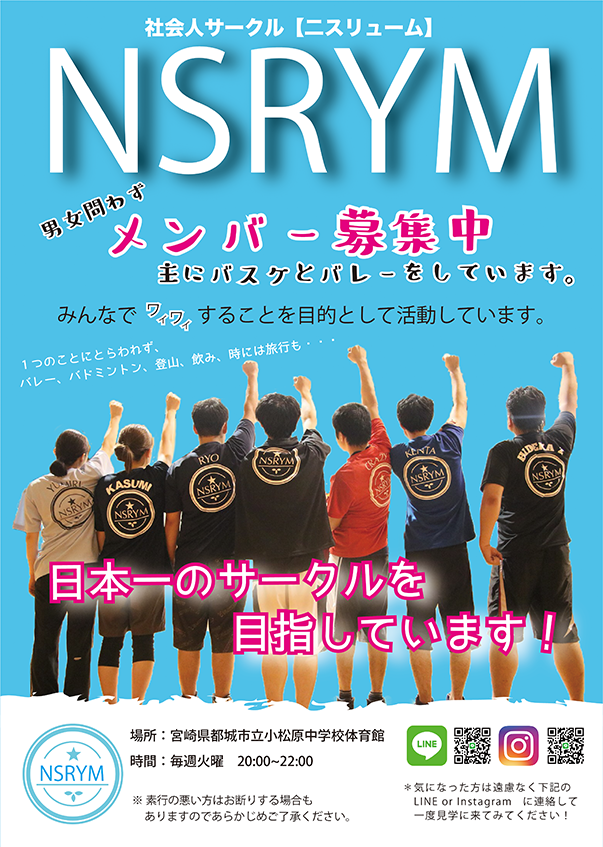 社会人サークル【ニスリューム】
NSRYM
男女問わず
メンバー募集中
主にバスケとバレーをしています。
みんなで ワイワイ することを目的として活動しています。
１つのことにとらわれず、
バレー、バドミントン、登山、飲み、時には旅行も・・・
NSRYM
KASUMI
NSRYM
RYO
NSRYM
NSRYM
NSRYM
KENTA
NSRYM
NSRYM
日本一のサークルを
目指しています！
NSRYM
場所：宮崎県都城市立小松原中学校体育館
時間：毎週火曜　20:00~22:00
※ 素行の悪い方はお断りする場合も
ありますのであらかじめご了承ください。
LINE
＊気になった方は遠慮なく下記の
LINE or Instagram　に連絡して
一度見学に来てみてください！